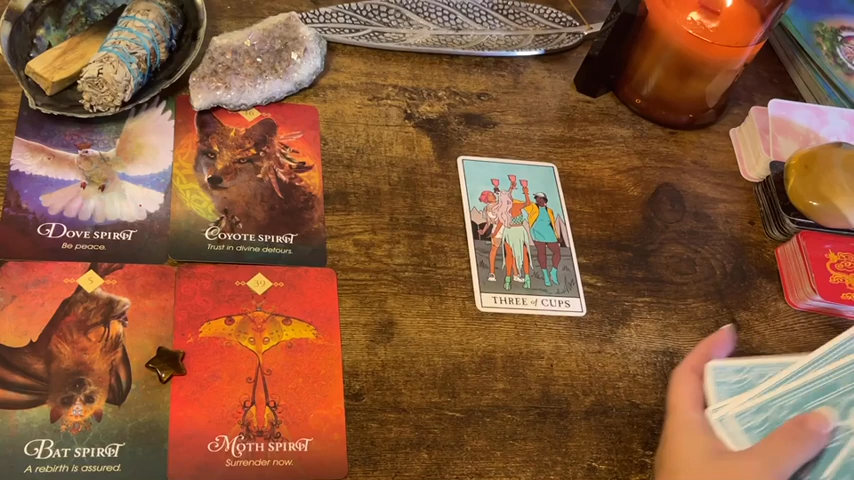 DOVE SPIRIT
Be peace.
COYOTE SPIRIT
Trust in divine detours.
5
BAT SPIRIT
A rebirth is assured.
39
MOTH SPIRIT
Surrender now.
THREE of CUPS